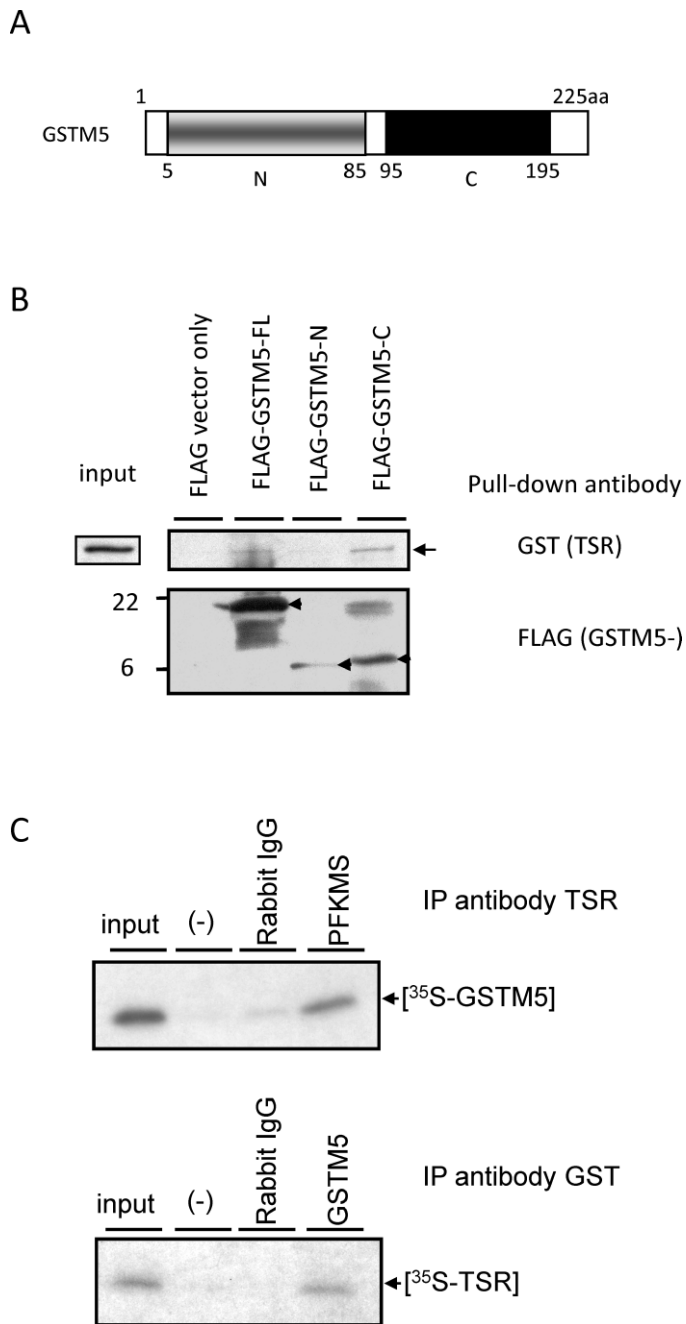 A
1 225aa
GSTM5
5 85 95 195
N C
B
FLAG vector only
FLAG-GSTM5-FL
FLAG-GSTM5-N
FLAG-GSTM5-C
input
Pull-down antibody
GST (TSR)
22
FLAG (GSTM5-)
6
C
input (-) Rabbit IgG PFKMS
IP antibody TSR
[35S-GSTM5]
input (-) Rabbit IgG GSTM5
IP antibody GST
[35S-TSR]